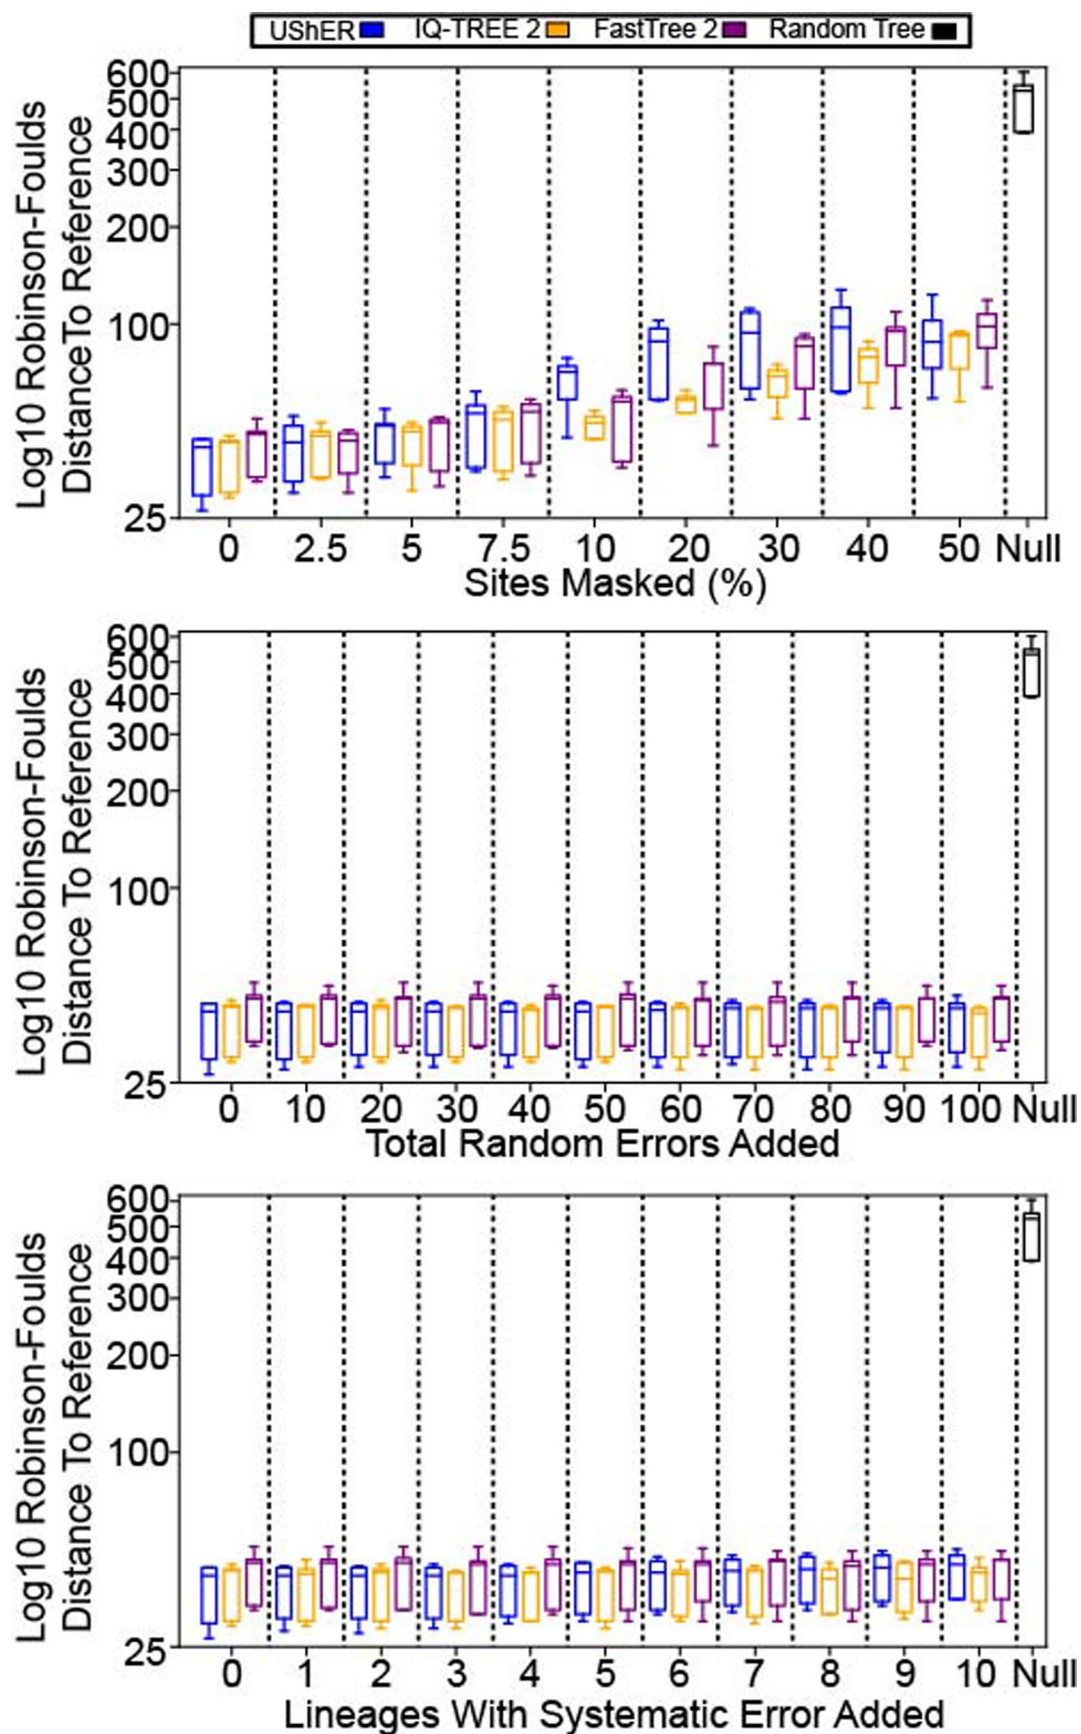 UShER IQ-TREE 2 FastTree 2 Random Tree
Log10 Robinson-Foulds
Distance To Reference
600
500
400
300
200
100
25
0 2.5 5 7.5 10 20 30 40 50 Null
Sites Masked (%)
Log10 Robinson-Foulds
Distance To Reference
600
500
400
300
200
100
25
0 10 20 30 40 50 60 70 80 90 100 Null
Total Random Errors Added
Log10 Robinson-Foulds
Distance To Reference
600
500
400
300
200
100
25
0 1 2 3 4 5 6 7 8 9 10 Null
Lineages With Systematic Error Added